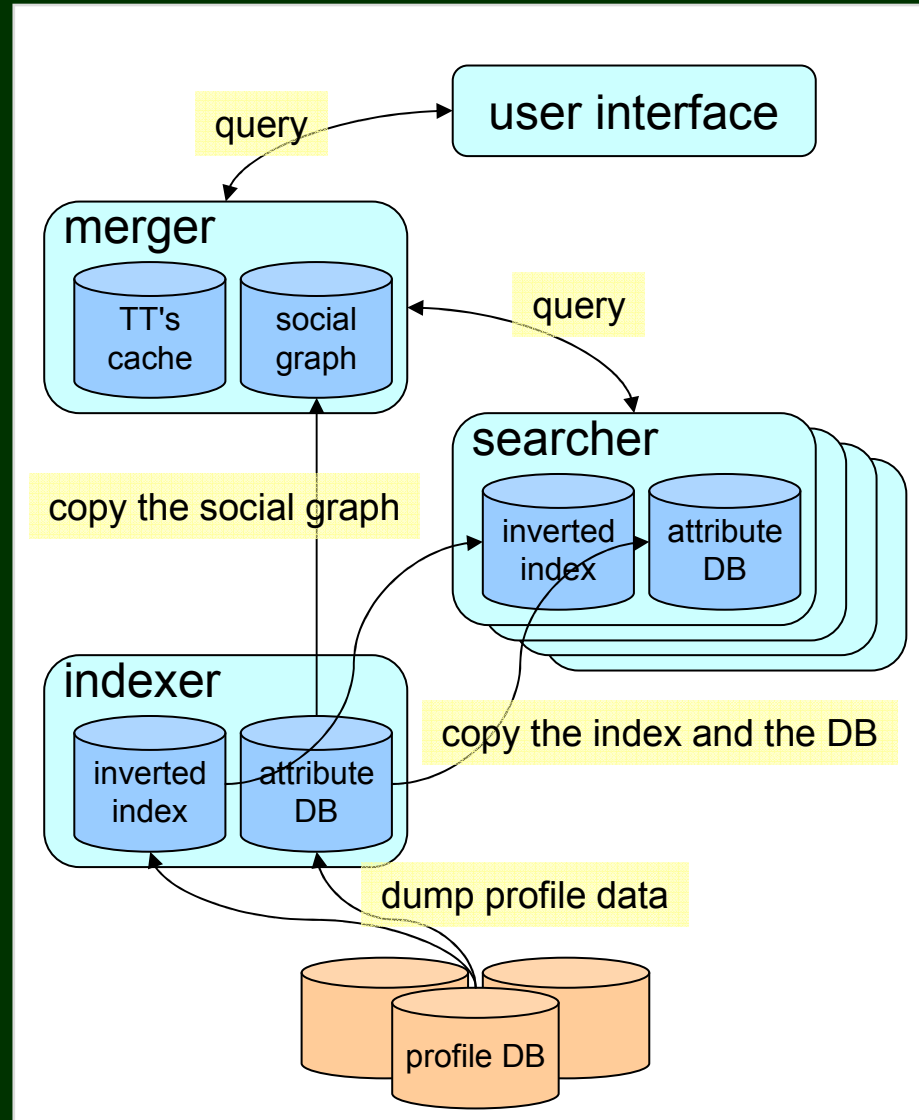 user interface
query
merger
TT's
cache
social
graph
query
searcher
inverted
index
attribute
DB
copy the social graph
indexer
inverted
index
attribute
DB
copy the index and the DB
dump profile data
profile DB